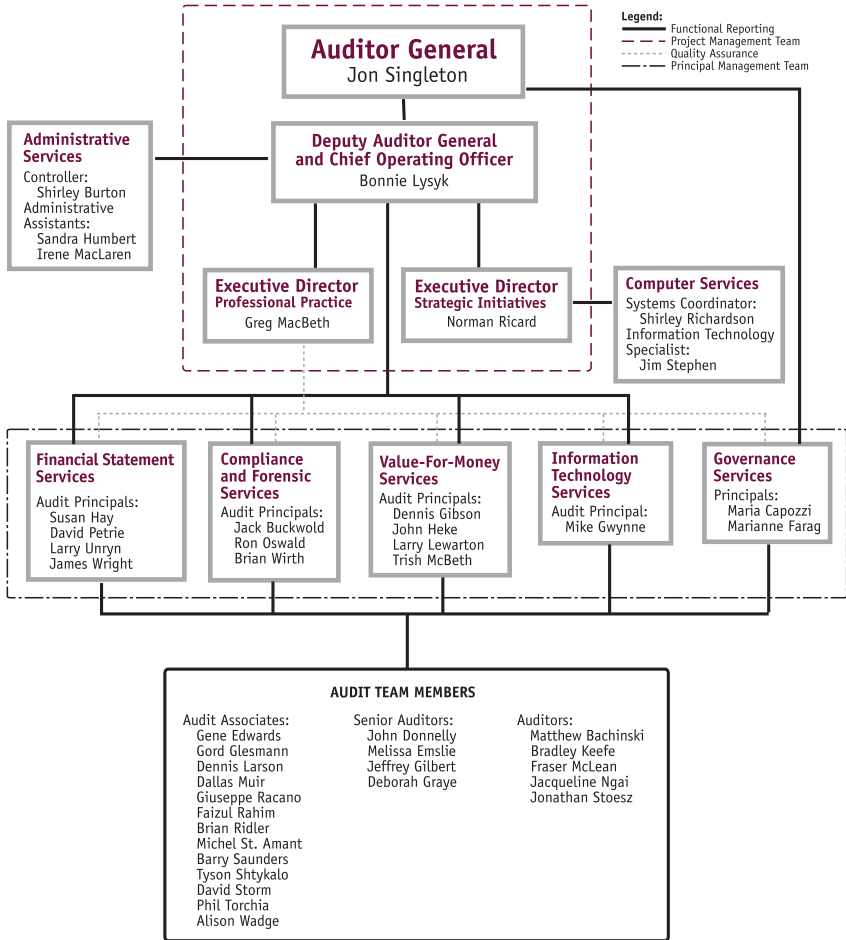 Legend:
Functional Reporting
Project Management Team
Quality Assurance
Principal Management Team
Auditor General
Jon Singleton
Deputy Auditor General
and Chief Operating Officer
Bonnie Lysyk
Administrative
Services
Controller:
Shirley Burton
Administrative
Assistants:
Sandra Humbert
Irene MacLaren
Executive Director
Professional Practice
Greg MacBeth
Executive Director
Strategic Initiatives
Norman Ricard
Computer Services
Systems Coordinator:
Shirley Richardson
Information Technology
Specialist:
Jim Stephen
Financial Statement
Services
Audit Principals:
Susan Hay
David Petrie
Larry Unryn
James Wright
Compliance
and Forensic
Services
Audit Principals:
Jack Buckwold
Ron Oswald
Brian Wirth
Value-For-Money
Services
Audit Principals:
Dennis Gibson
John Heke
Larry Lewarton
Trish McBeth
Information
Technology
Services
Audit Principal:
Mike Gwynne
Governance
Services
Principals:
Maria Capozzi
Marianne Farag
AUDIT TEAM MEMBERS
Audit Associates:
Gene Edwards
Gord Glesmann
Dennis Larson
Dallas Muir
Giuseppe Racano
Faizul Rahim
Brian Ridler
Michel St. Amant
Barry Saunders
Tyson Shtykalo
David Storm
Phil Torchia
Alison Wadge
Senior Auditors:
John Donnelly
Melissa Emslie
Jeffrey Gilbert
Deborah Graye
Auditors:
Matthew Bachinski
Bradley Keefe
Fraser McLean
Jacqueline Ngai
Jonathan Stoesz